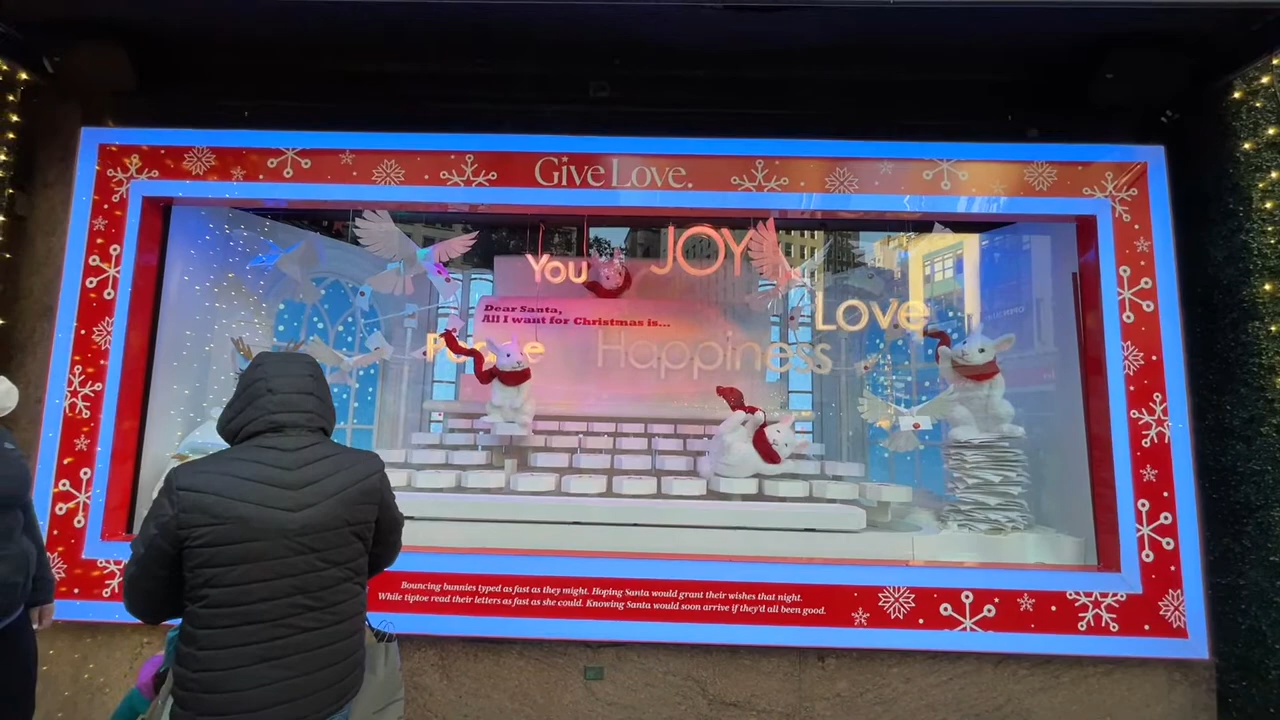 Give Love.
You
JOY
Dear Santa,
All I want for Christmas is...
Love
Peace
Happiness
Bouncing bunnies typed as fast as they might. Hoping Santa would grant their wishes that night.
While tiptoe read their letters as fast as she could. Knowing Santa would soon arrive if they'd all been good.